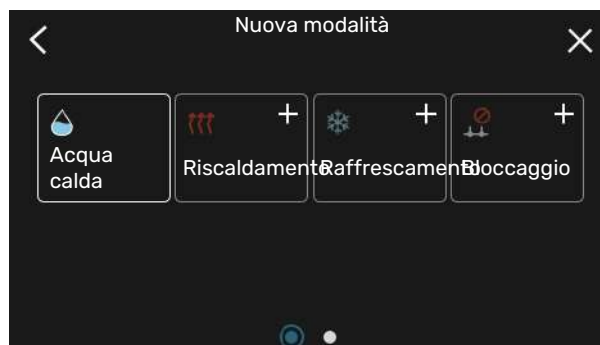 Nuova modalità
Acqua
calda
Riscaldamento
Raffrescamento
Bloccaggio